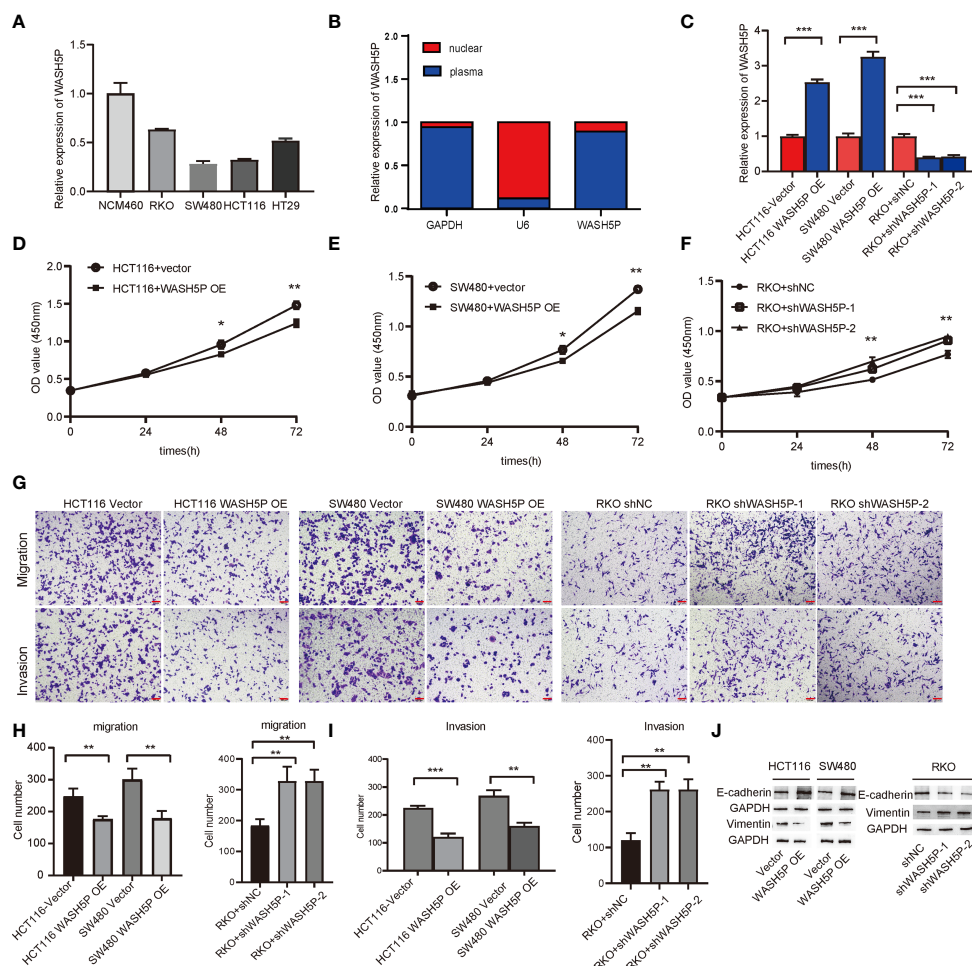 A
Relative expression of WASH5P
1.5
1.0
0.5
0.0
NCM460 RKO SW480 HCT116 HT29
B
Relative expression of WASH5P
2.0
1.5
1.0
0.5
0.0
nuclear
plasma
GAPDH U6 WASH5P
C
Relative expression of WASH5P
4
3
2
1
0
*** *** *** ***
HCT116-Vector
HCT116 WASH5P OE
SW480 Vector
SW480 WASH5P OE
RKO+shNC
RKO+shWASH5P-1
RKO+shWASH5P-2
D
OD value (450nm)
2.0
1.5
1.0
0.5
0.0
HCT116+vector
HCT116+WASH5P OE
* **
0 24 48 72
times(h)
E
OD value (450nm)
1.5
1.0
0.5
0.0
SW480+vector
SW480+WASH5P OE
* **
0 24 48 72
times(h)
F
OD value (450nm)
1.5
1.0
0.5
0.0
RKO+shNC
RKO+shWASH5P-1
RKO+shWASH5P-2
** **
0 24 48 72
times(h)
G
HCT116 Vector HCT116 WASH5P OE SW480 Vector SW480 WASH5P OE RKO shNC RKO shWASH5P-1 RKO shWASH5P-2
Migration
Invasion
H
migration
Cell number
400
300
200
100
0
** **
HCT116-Vector
HCT116 WASH5P OE
SW480 Vector
SW480 WASH5P OE
migration
Cell number
400
300
200
100
0
**
**
RKO+shNC
RKO+shWASH5P-1
RKO+shWASH5P-2
I
Invasion
Cell number
400
300
200
100
0
*** **
HCT116-Vector
HCT116 WASH5P OE
SW480 Vector
SW480 WASH5P OE
Invasion
Cell number
400
300
200
100
0
**
**
RKO+shNC
RKO+shWASH5P-1
RKO+shWASH5P-2
J
HCT116 SW480
E-cadherin
GAPDH
Vimentin
GAPDH
Vector
WASH5P OE
Vector
WASH5P OE
RKO
E-cadherin
Vimentin
GAPDH
shNC
shWASH5P-1
shWASH5P-2